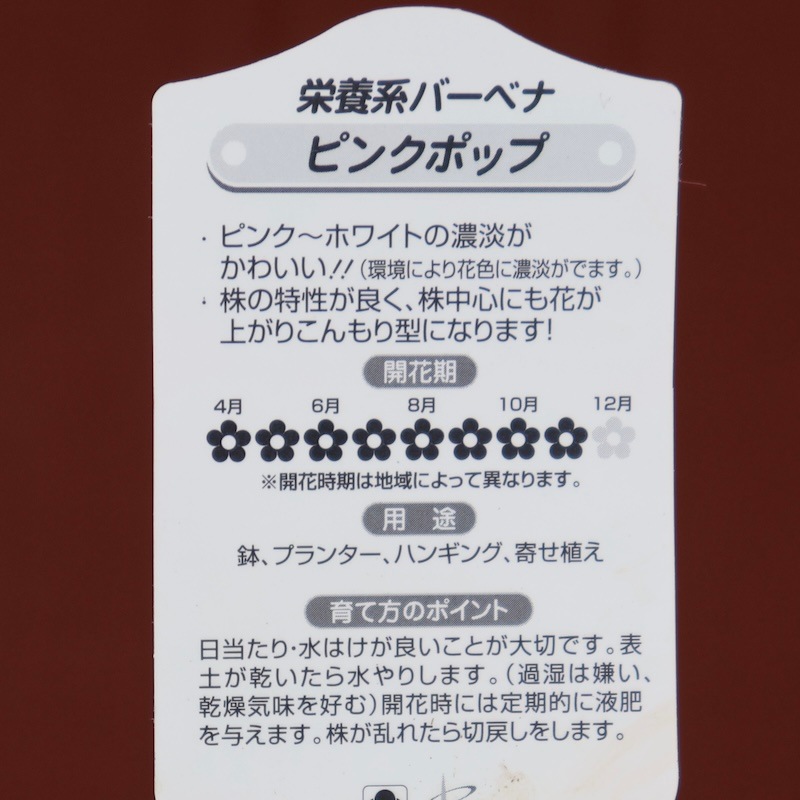 栄養系バーベナ
ピンクポップ
・ピンク〜ホワイトの濃淡が
かわいい!!(環境により花色に濃淡がでます。)
・株の特性が良く、株中心にも花が
上がりこんもり型になります!
開花期
4月 6月 8月 10月 12月
※開花時期は地域によって異なります。
用 途
鉢、プランター、ハンギング、寄せ植え
育て方のポイント
日当たり・水はけが良いことが大切です。表
土が乾いたら水やりします。(過湿は嫌い、
乾燥気味を好む)開花時には定期的に液肥
を与えます。株が乱れたら切戻しをします。